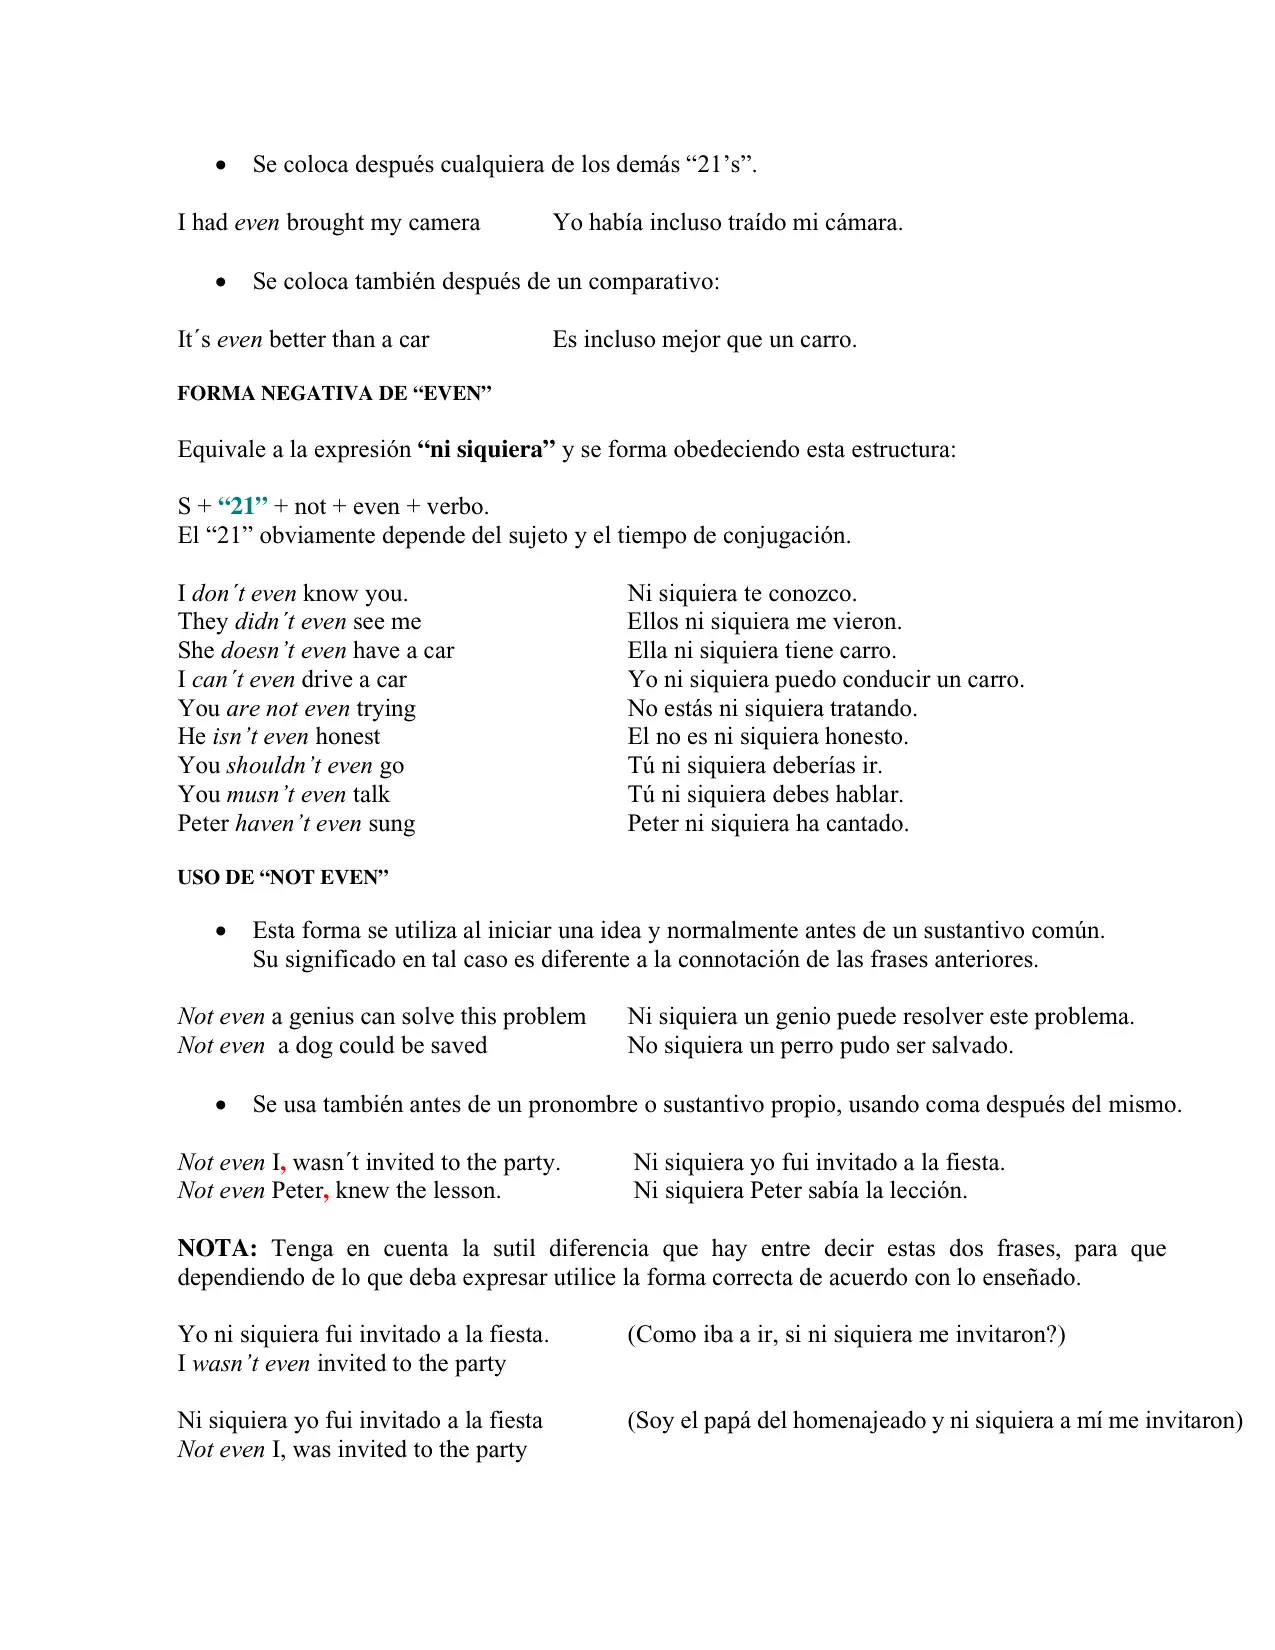 • Se coloca después cualquiera de los demás “21’s”.
I had even brought my camera Yo había incluso traído mi cámara.
• Se coloca también después de un comparativo:
It´s even better than a car Es incluso mejor que un carro.
FORMA NEGATIVA DE “EVEN”
Equivale a la expresión “ni siquiera” y se forma obedeciendo esta estructura:
S + “21” + not + even + verbo.
El “21” obviamente depende del sujeto y el tiempo de conjugación.
I don´t even know you. Ni siquiera te conozco.
They didn´t even see me Ellos ni siquiera me vieron.
She doesn’t even have a car Ella ni siquiera tiene carro.
I can´t even drive a car Yo ni siquiera puedo conducir un carro.
You are not even trying No estás ni siquiera tratando.
He isn’t even honest El no es ni siquiera honesto.
You shouldn’t even go Tú ni siquiera deberías ir.
You musn’t even talk Tú ni siquiera debes hablar.
Peter haven’t even sung Peter ni siquiera ha cantado.
USO DE “NOT EVEN”
• Esta forma se utiliza al iniciar una idea y normalmente antes de un sustantivo común.
Su significado en tal caso es diferente a la connotación de las frases anteriores.
Not even a genius can solve this problem Ni siquiera un genio puede resolver este problema.
Not even a dog could be saved No siquiera un perro pudo ser salvado.
• Se usa también antes de un pronombre o sustantivo propio, usando coma después del mismo.
Not even I, wasn´t invited to the party. Ni siquiera yo fui invitado a la fiesta.
Not even Peter, knew the lesson. Ni siquiera Peter sabía la lección.
NOTA: Tenga en cuenta la sutil diferencia que hay entre decir estas dos frases, para que
dependiendo de lo que deba expresar utilice la forma correcta de acuerdo con lo enseñado.
Yo ni siquiera fui invitado a la fiesta. (Como iba a ir, si ni siquiera me invitaron?)
I wasn’t even invited to the party
Ni siquiera yo fui invitado a la fiesta (Soy el papá del homenajeado y ni siquiera a mí me invitaron)
Not even I, was invited to the party